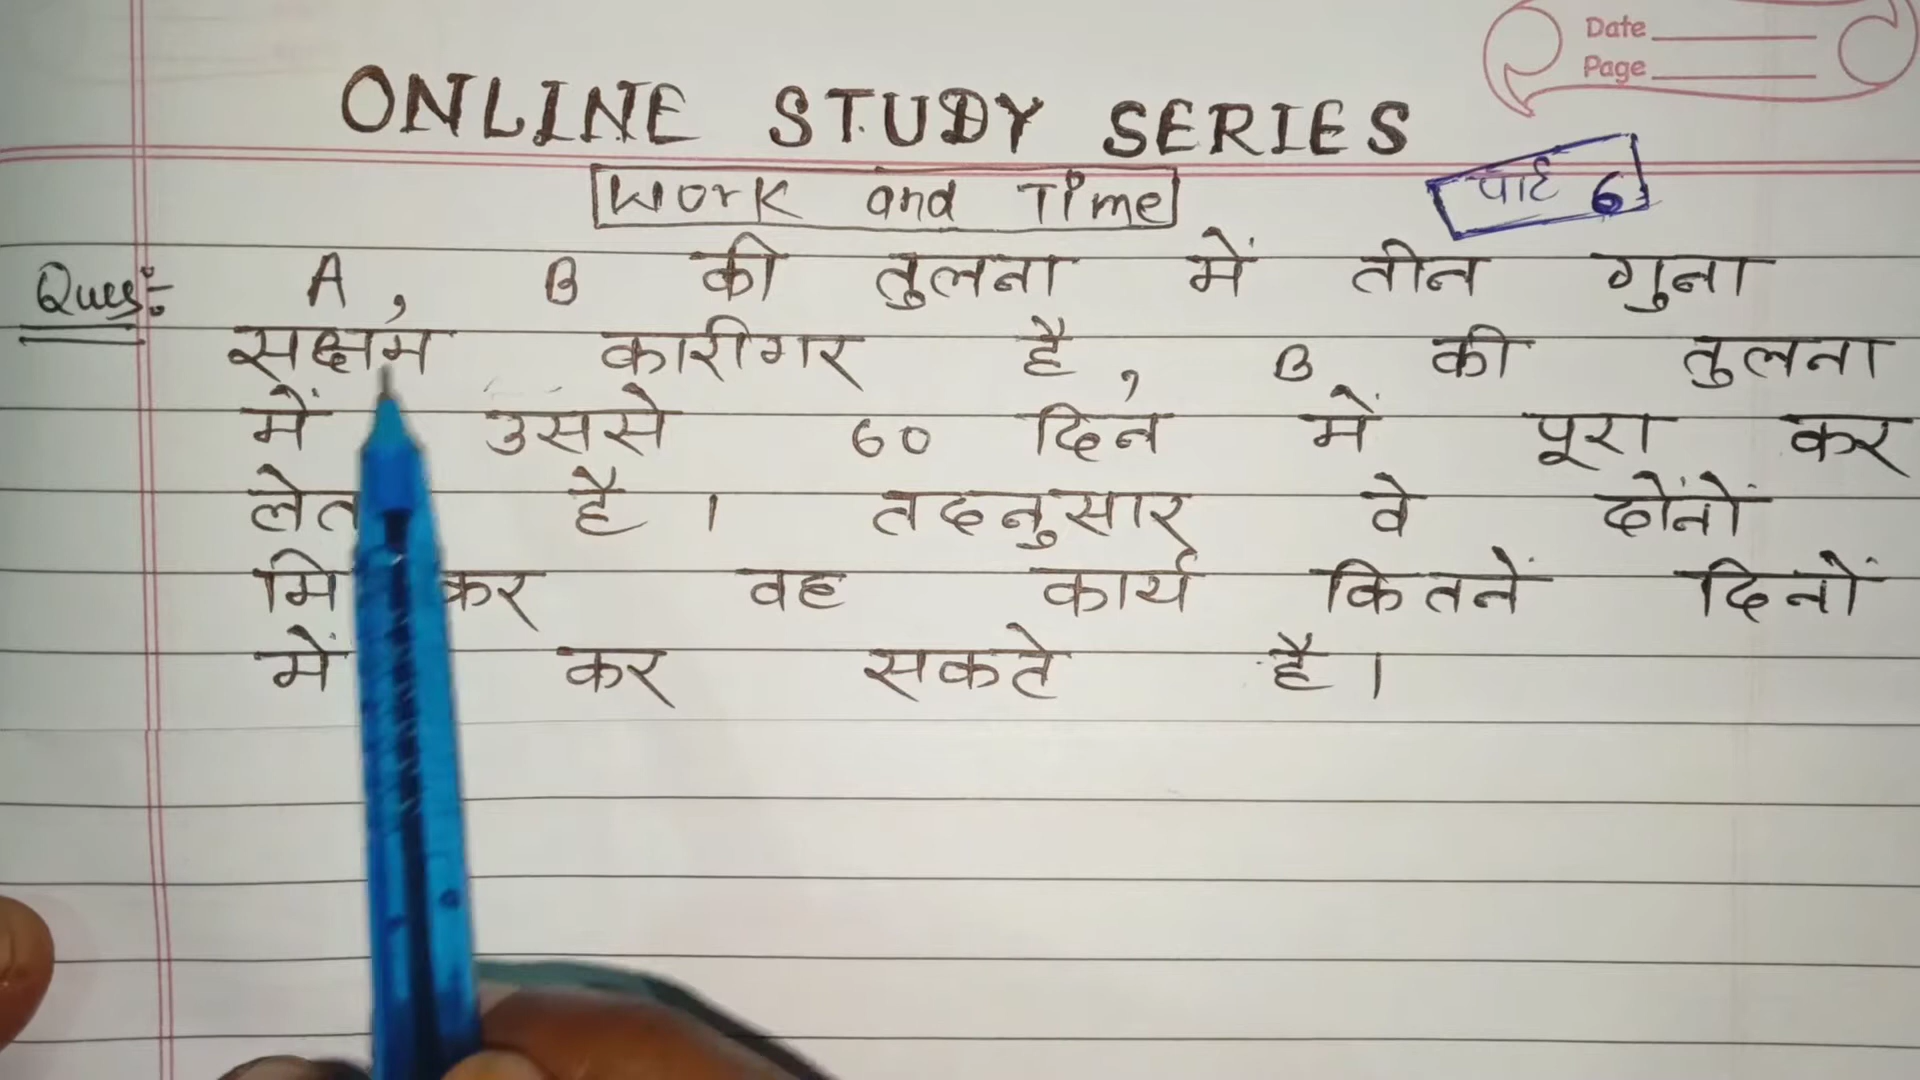 Date
Page
ONLINE STUDY SERIES
Work and Time
पार्ट 6
Ques:- A, B की तुलना में तीन गुना
सक्षम कारीगर है, B की तुलना
में उससे 60 दिन में पूरा कर
लेत है। तदनुसार वे दोंनों
मि कर वह कार्य कितनें दिनों
में कर सकते है।